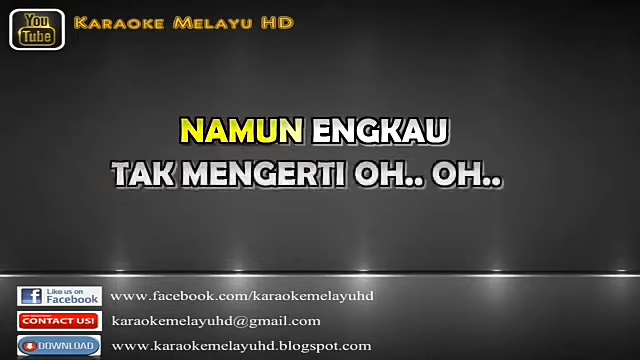 You
Tube
KARAOKE MELAYU HD
NAMUN ENGKAU
TAK MENGERTI OH.. OH..
Like us on
Facebook
www.facebook.com/karaokemelayuhd
CONTACT US!
karaokemelayuhd@gmail.com
DOWNLOAD
www.karaokemelayuhd.blogspot.com